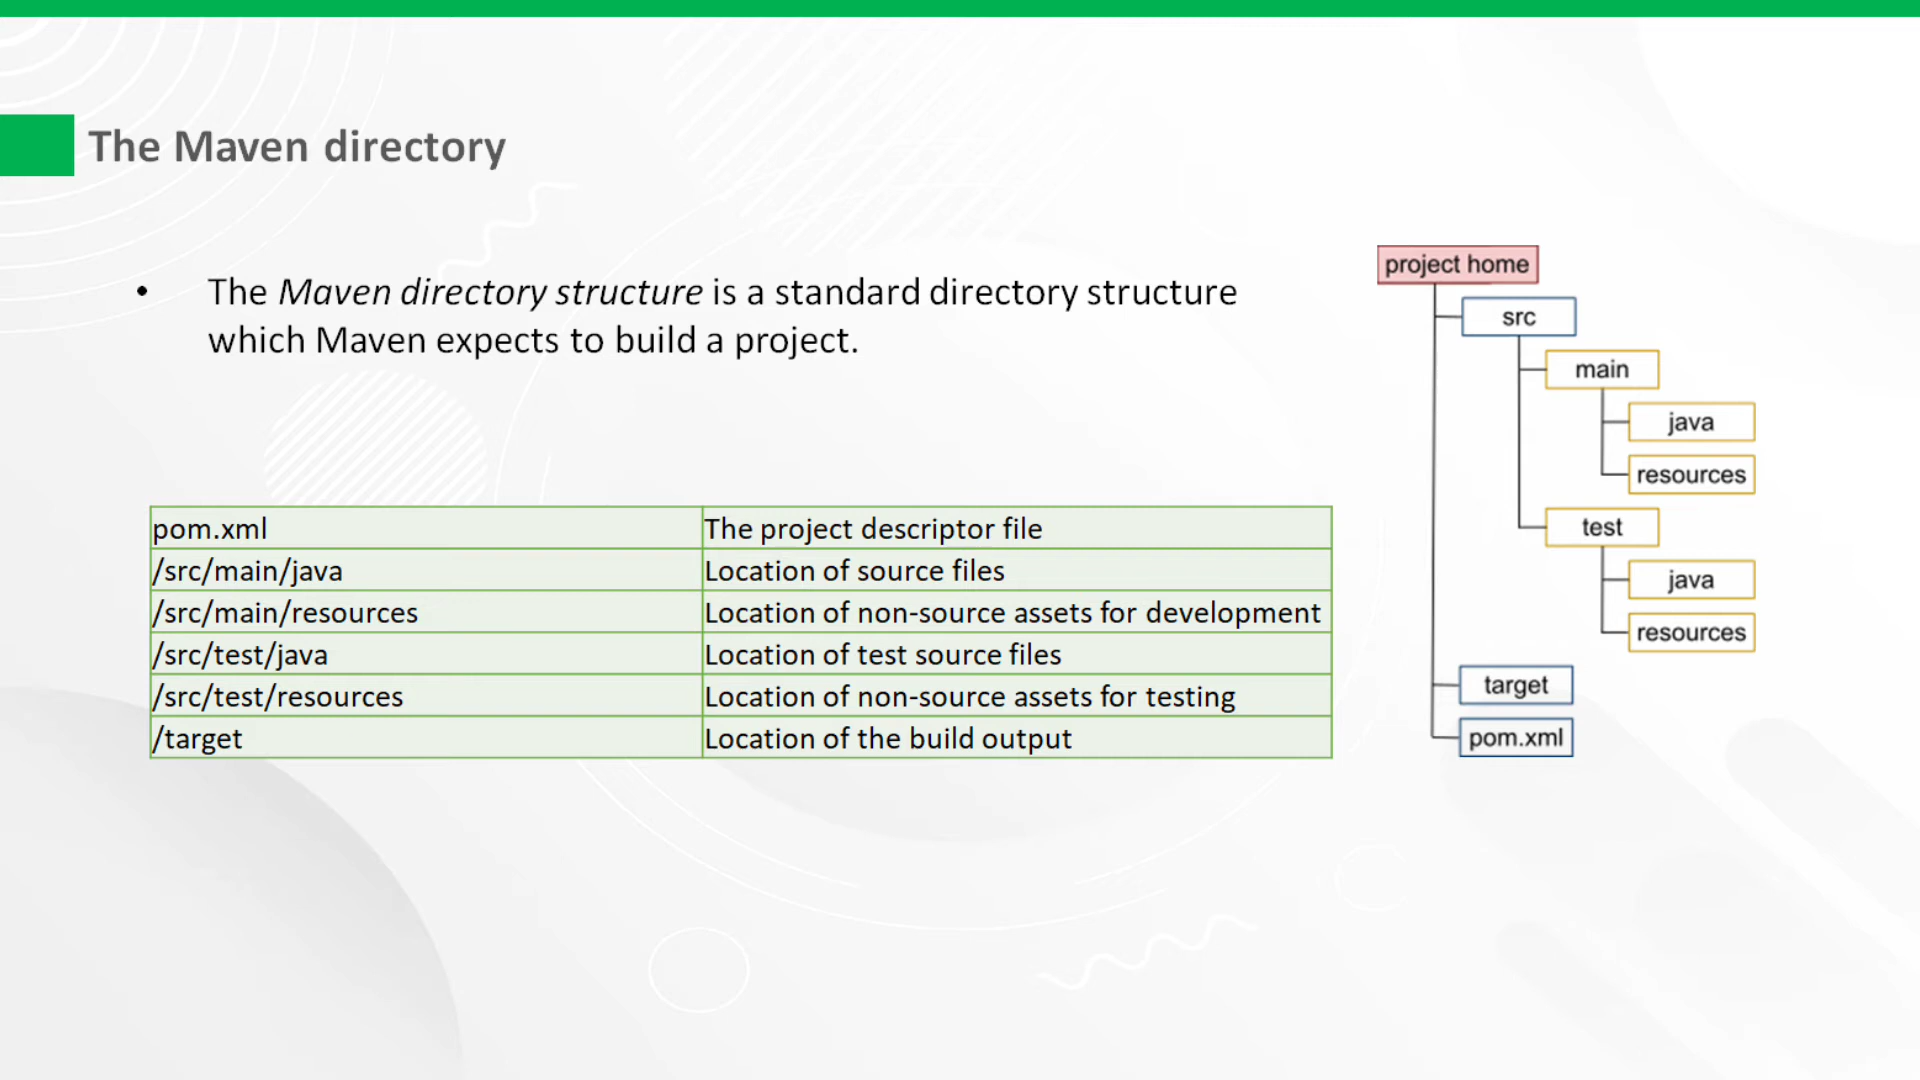 The Maven directory
• The Maven directory structure is a standard directory structure
which Maven expects to build a project.
pom.xml The project descriptor file
/src/main/java Location of source files
/src/main/resources Location of non-source assets for development
/src/test/java Location of test source files
/src/test/resources Location of non-source assets for testing
/target Location of the build output
project home
src
main
java
resources
test
java
resources
target
pom.xml